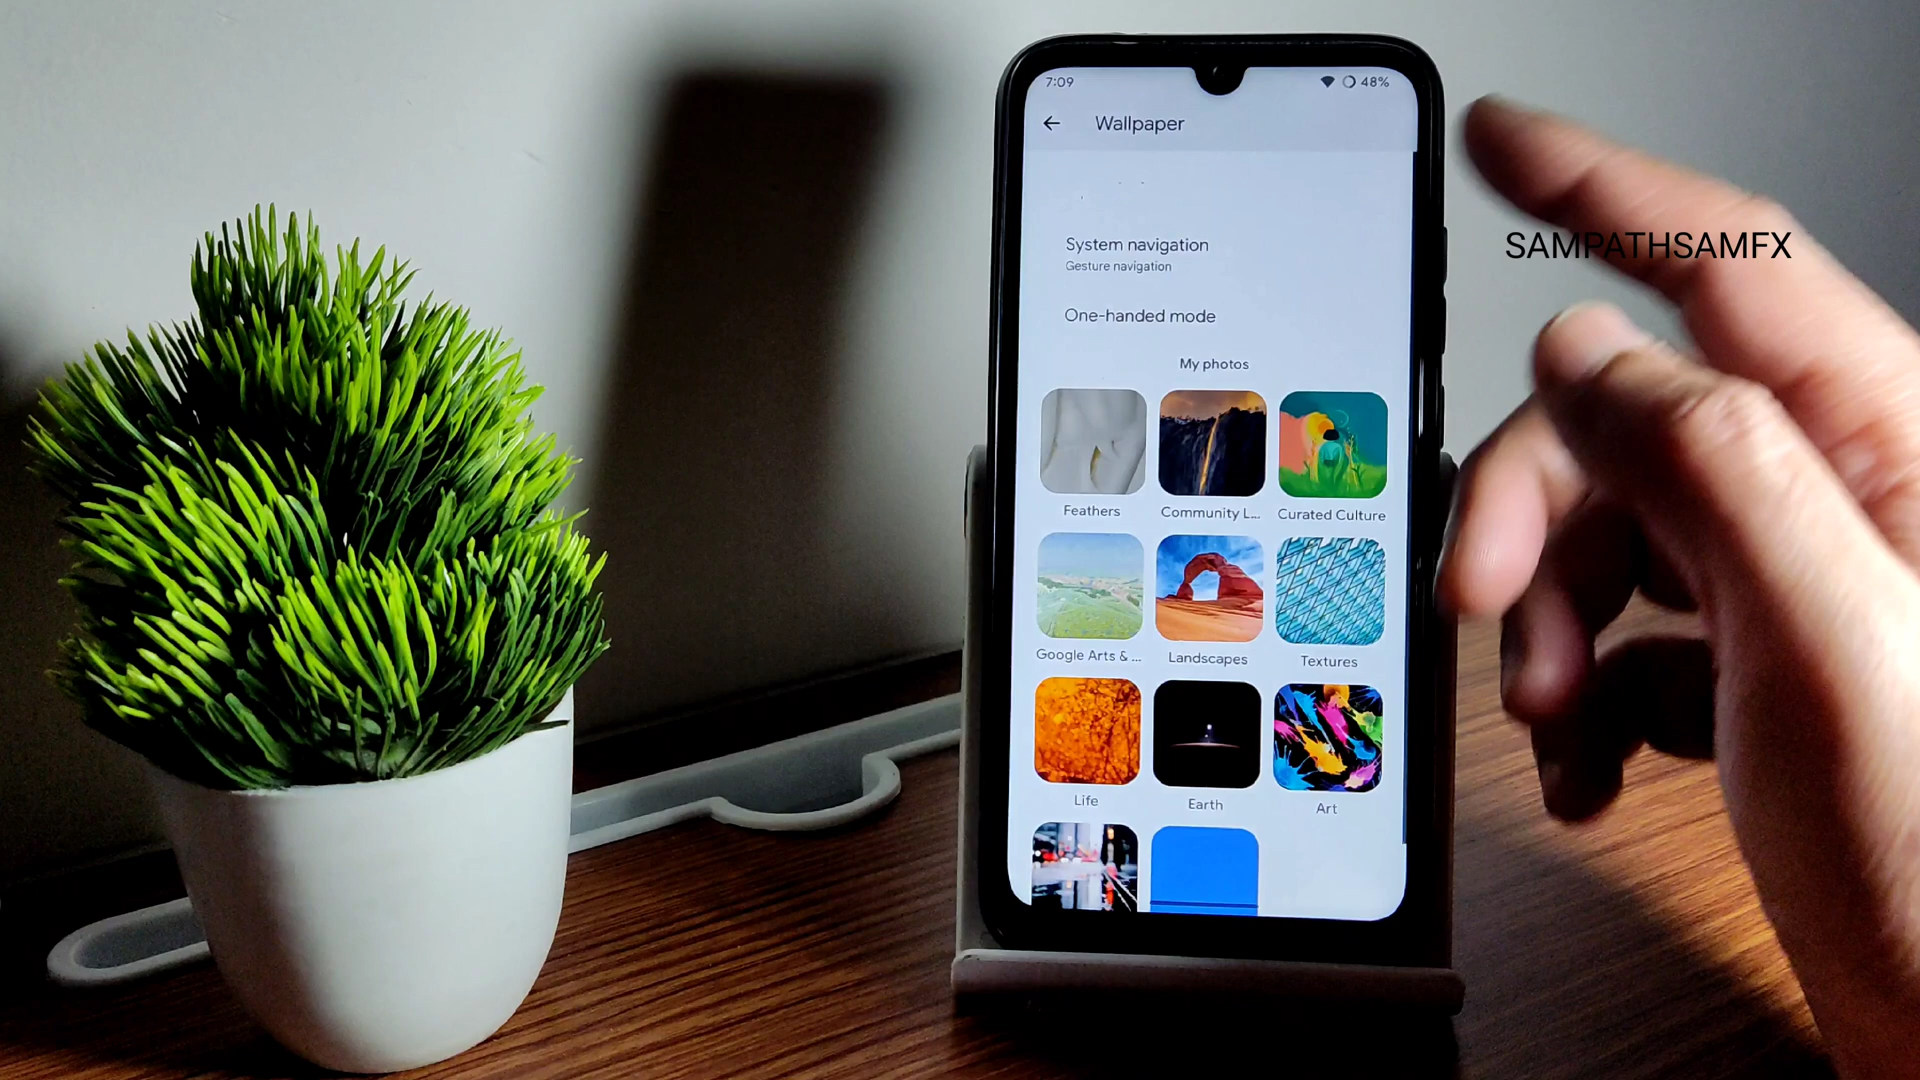 7:09
48%
Wallpaper
SAMPATHSAMFX
System navigation
Gesture navigation
One-handed mode
My photos
Feathers
Community L...
Curated Culture
Google Arts & ...
Landscapes
Textures
Life
Earth
Art